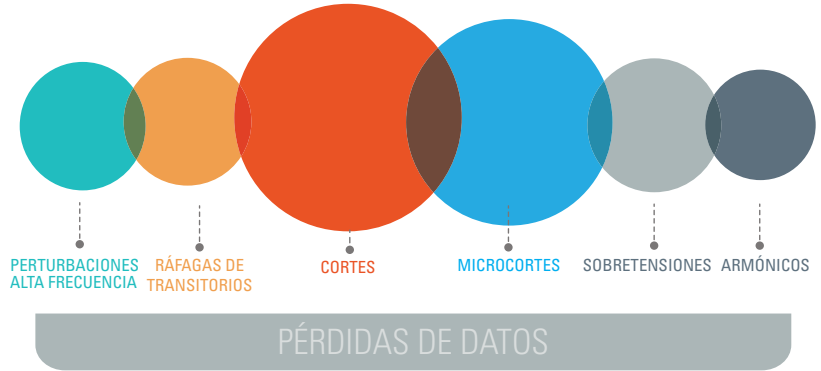 PERTURBACIONES
ALTA FRECUENCIA
RÁFAGAS DE
TRANSITORIOS
CORTES
MICROCORTES
SOBRETENSIONES
ARMÓNICOS
PÉRDIDAS DE DATOS